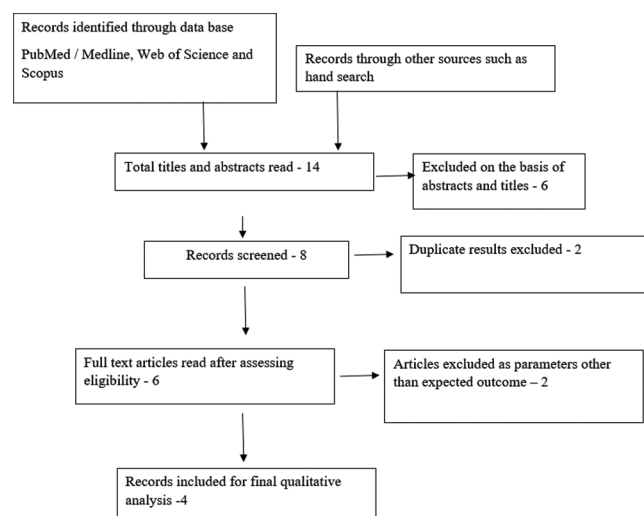 Records identified through data base
PubMed / Medline, Web of Science and
Scopus
Records through other sources such as
hand search
Total titles and abstracts read - 14
Excluded on the basis of
abstracts and titles - 6
Records screened - 8
Duplicate results excluded - 2
Full text articles read after assessing
eligibility - 6
Articles excluded as parameters other
than expected outcome – 2
Records included for final qualitative
analysis -4